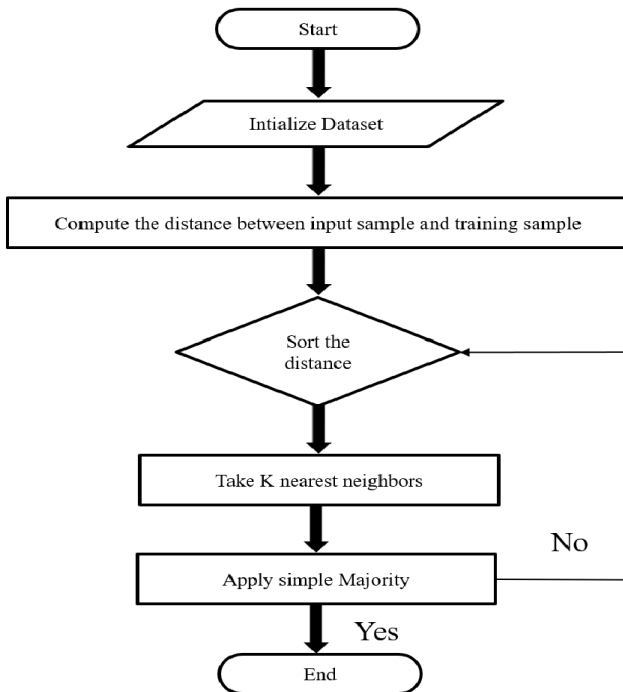 Start
Intialize Dataset
Compute the distance between input sample and training sample
Sort the
distance
Take K nearest neighbors
No
Apply simple Majority
Yes
End